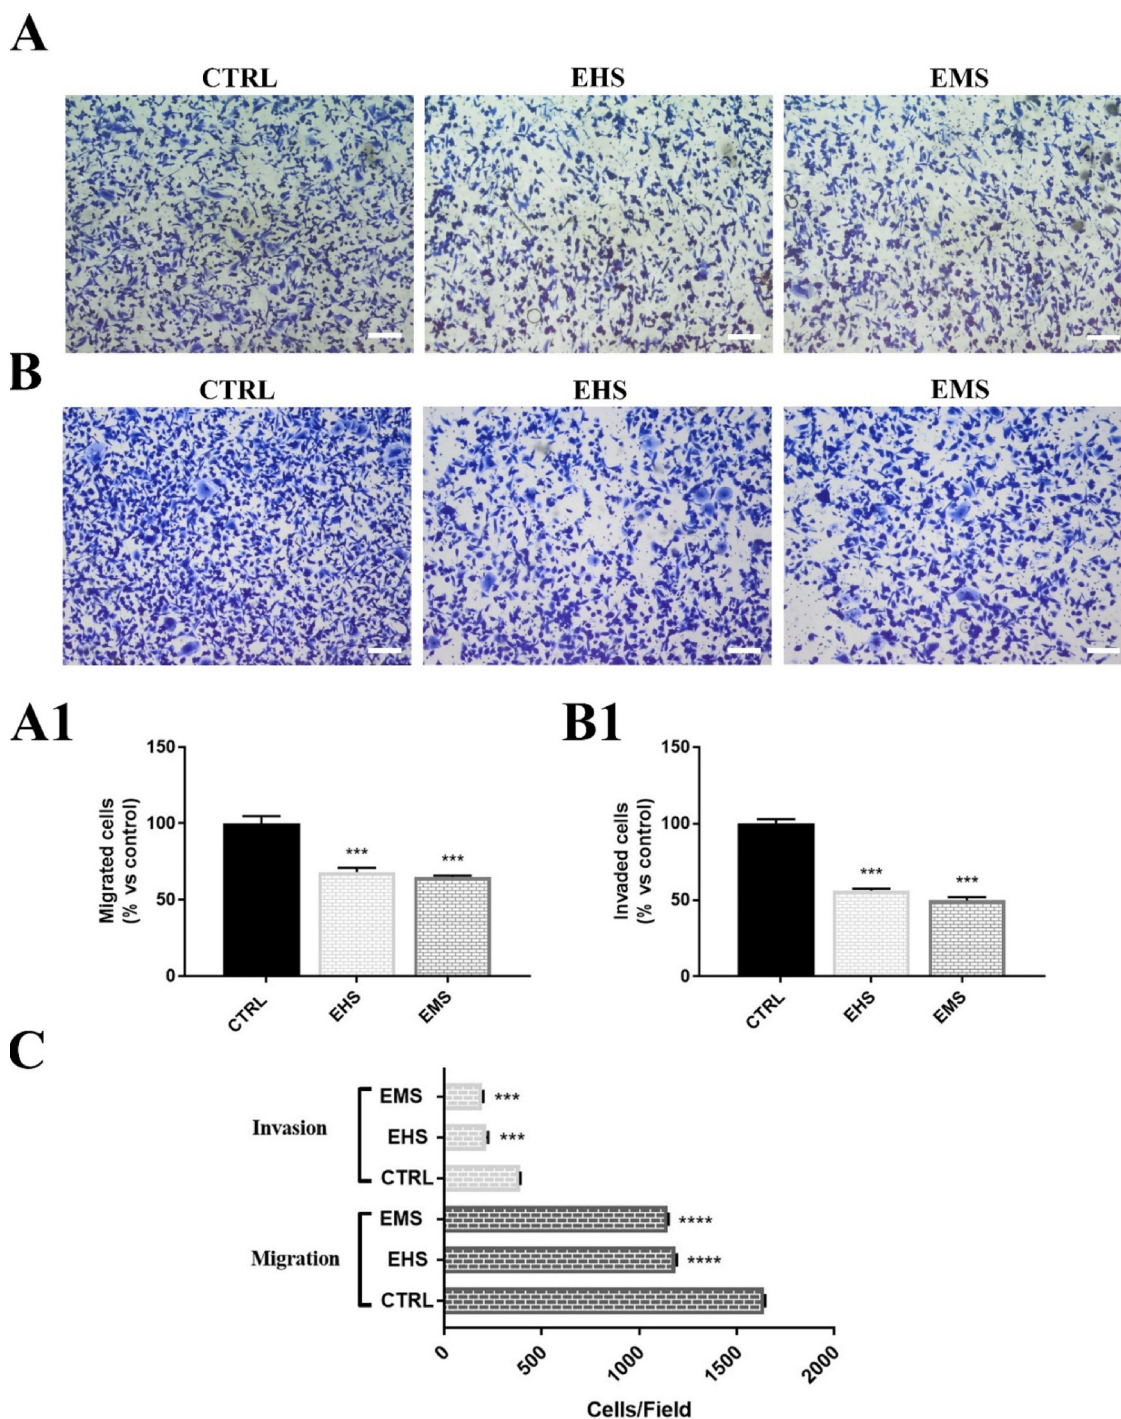 A
CTRL EHS EMS
B
CTRL EHS EMS
A1
Migrated cells
(% vs control)
150
100
50
0
***
***
CTRL
EHS
EMS
B1
Invaded cells
(% vs control)
150
100
50
0
***
***
CTRL
EHS
EMS
C
Invasion
EMS ***
EHS ***
CTRL
Migration
EMS ****
EHS ****
CTRL
0 500 1000 1500 2000
Cells/Field